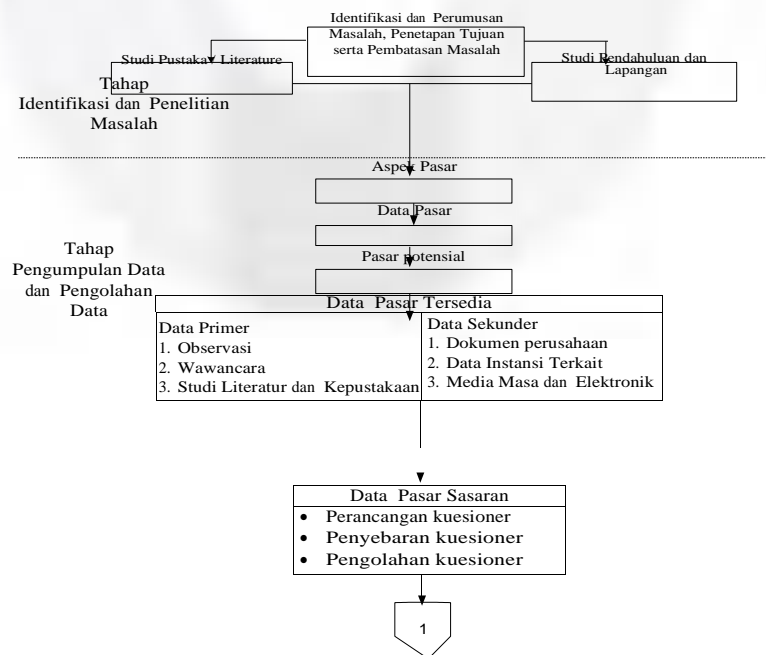 Identifikasi dan Perumusan
Masalah, Penetapan Tujuan
serta Pembatasan Masalah
Studi Pustaka Literature
Studi Pendahuluan dan
Lapangan
Tahap
Identifikasi dan Penelitian
Masalah
Aspek Pasar
Data Pasar
Pasar potensial
Tahap
Pengumpulan Data
dan Pengolahan
Data
Data Pasar Tersedia
Data Primer
1. Observasi
2. Wawancara
3. Studi Literatur dan Kepustakaan
Data Sekunder
1. Dokumen perusahaan
2. Data Instansi Terkait
3. Media Masa dan Elektronik
Data Pasar Sasaran
• Perancangan kuesioner
• Penyebaran kuesioner
• Pengolahan kuesioner
1